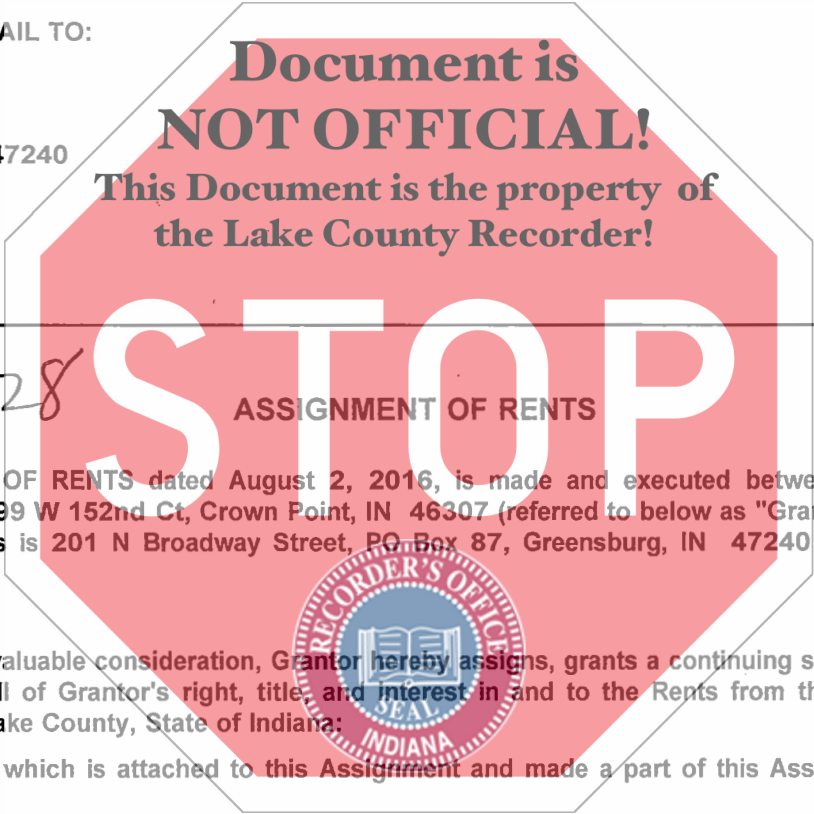 AIL TO:
Document is
NOT OFFICIAL!
47240
This Document is the property of
the Lake County Recorder!
STOP
28
ASSIGNMENT OF RENTS
OF RENTS dated August 2, 2016, is made and executed betwe
99 W 152nd Ct, Crown Point, IN 46307 (referred to below as "Gra
s is 201 N Broadway Street, PO Box 87, Greensburg, IN 47240
RECORDER'S OFFICE
SEAL
INDIANA
aluable consideration, Grantor hereby assigns, grants a continuing s
l of Grantor's right, title, and interest in and to the Rents from th
ake County, State of Indiana:
which is attached to this Assignment and made a part of this Ass